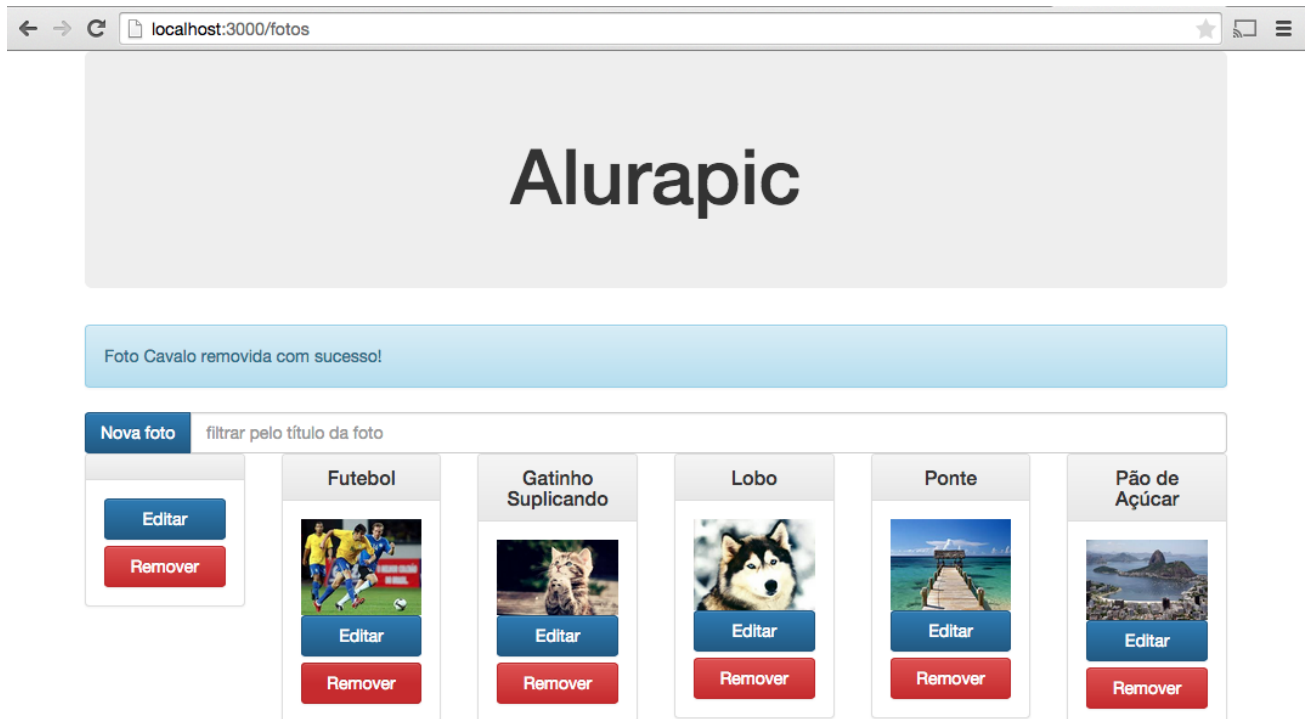 localhost:3000/fotos
Alurapic
Foto Cavalo removida com sucesso!
Nova foto
filtrar pelo título da foto
Editar
Remover
Futebol
Editar
Remover
Gatinho
Suplicando
Editar
Remover
Lobo
Editar
Remover
Ponte
Editar
Remover
Pão de
Açúcar
Editar
Remover